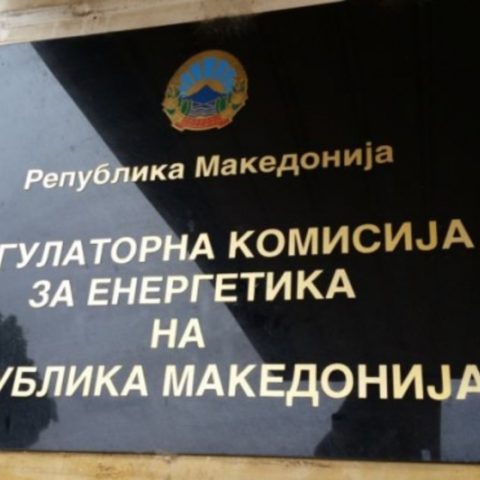 Република Македонија
ГУЛАТОРНА КОМИСИЈА
ЗА ЕНЕРГЕТИКА
НА
УБЛИКА МАКЕДОНИЈА